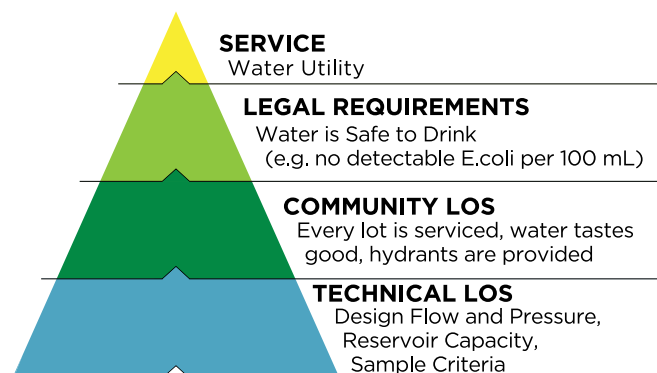 SERVICE
Water Utility
LEGAL REQUIREMENTS
Water is Safe to Drink
(e.g. no detectable E.coli per 100 mL)
COMMUNITY LOS
Every lot is serviced, water tastes
good, hydrants are provided
TECHNICAL LOS
Design Flow and Pressure,
Reservoir Capacity,
Sample Criteria